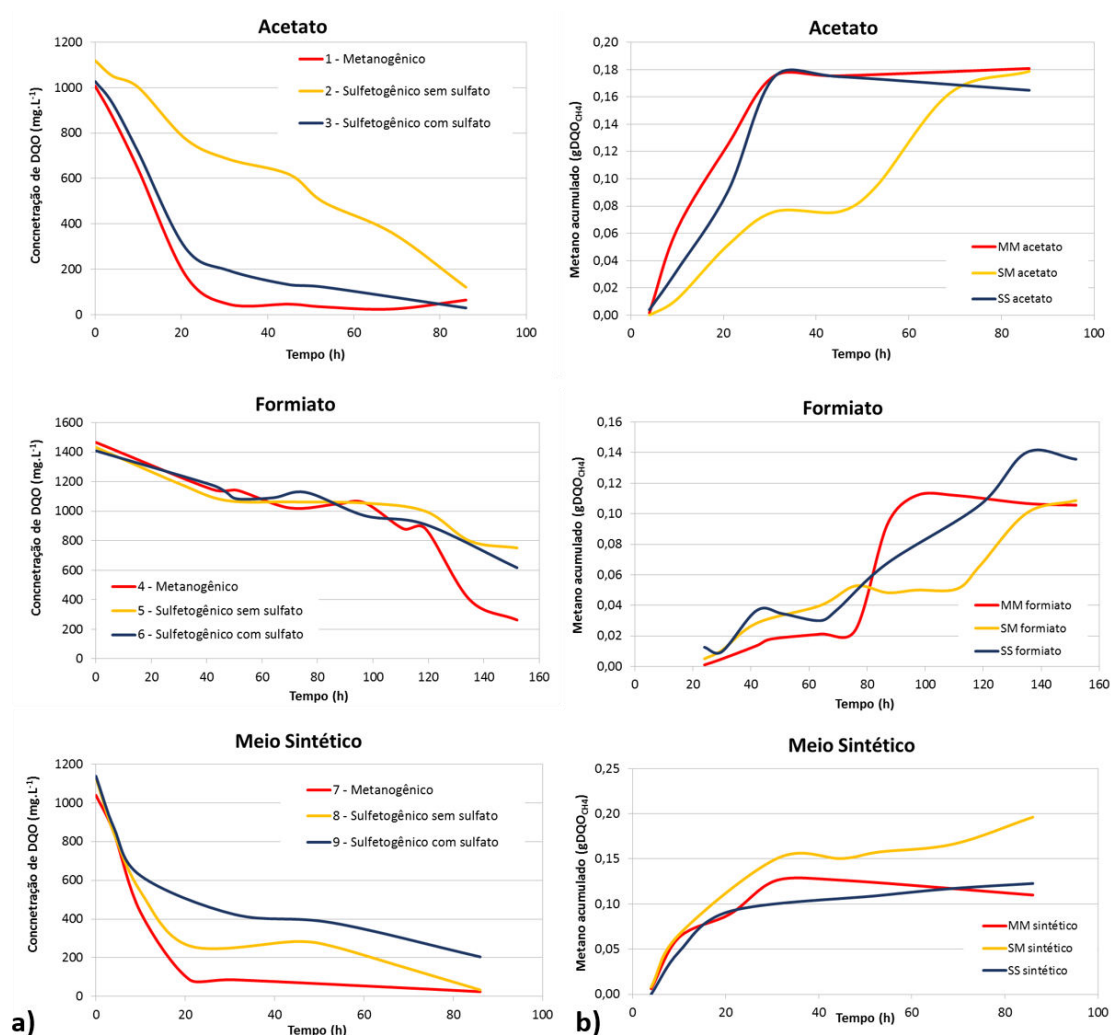 Acetato
Concnetração de DQO (mg.L-1)
1200
1000
800
600
400
200
0
1 - Metanogênico
2 - Sulfetogênico sem sulfato
3 - Sulfetogênico com sulfato
0 20 40 60 80 100
Tempo (h)
Acetato
Metano acumulado (gDQOCH4)
0,20
0,18
0,16
0,14
0,12
0,10
0,08
0,06
0,04
0,02
0,00
MM acetato
SM acetato
SS acetato
0 20 40 60 80 100
Tempo (h)
Formiato
Concnetração de DQO (mg.L-1)
1600
1400
1200
1000
800
600
400
200
0
4 - Metanogênico
5 - Sulfetogênico sem sulfato
6 - Sulfetogênico com sulfato
0 20 40 60 80 100 120 140 160
Tempo (h)
Formiato
Metano acumulado (gDQOCH4)
0,16
0,14
0,12
0,10
0,08
0,06
0,04
0,02
0,00
MM formiato
SM formiato
SS formiato
0 20 40 60 80 100 120 140 160
Tempo (h)
Meio Sintético
Concnetração de DQO (mg.L-1)
1200
1000
800
600
400
200
0
7 - Metanogênico
8 - Sulfetogênico sem sulfato
9 - Sulfetogênico com sulfato
0 20 40 60 80 100
Tempo (h)
a)
Meio Sintético
Metano acumulado (gDQOCH4)
0,25
0,20
0,15
0,10
0,05
0,00
MM sintético
SM sintético
SS sintético
0 20 40 60 80 100
Tempo (h)
b)